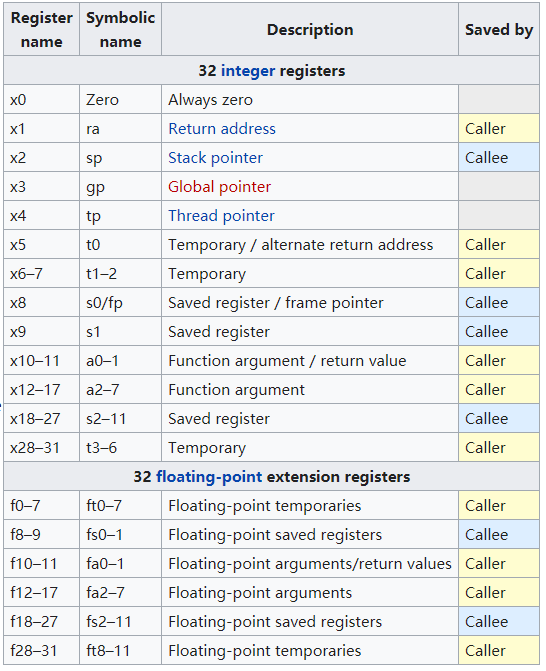 Register name Symbolic name Description Saved by
32 integer registers
x0 Zero Always zero
x1 ra Return address Caller
x2 sp Stack pointer Callee
x3 gp Global pointer
x4 tp Thread pointer
x5 t0 Temporary / alternate return address Caller
x6–7 t1–2 Temporary Caller
x8 s0/fp Saved register / frame pointer Callee
x9 s1 Saved register Callee
x10–11 a0–1 Function argument / return value Caller
x12–17 a2–7 Function argument Caller
x18–27 s2–11 Saved register Callee
x28–31 t3–6 Temporary Caller
32 floating-point extension registers
f0–7 ft0–7 Floating-point temporaries Caller
f8–9 fs0–1 Floating-point saved registers Callee
f10–11 fa0–1 Floating-point arguments/return values Caller
f12–17 fa2–7 Floating-point arguments Caller
f18–27 fs2–11 Floating-point saved registers Callee
f28–31 ft8–11 Floating-point temporaries Caller